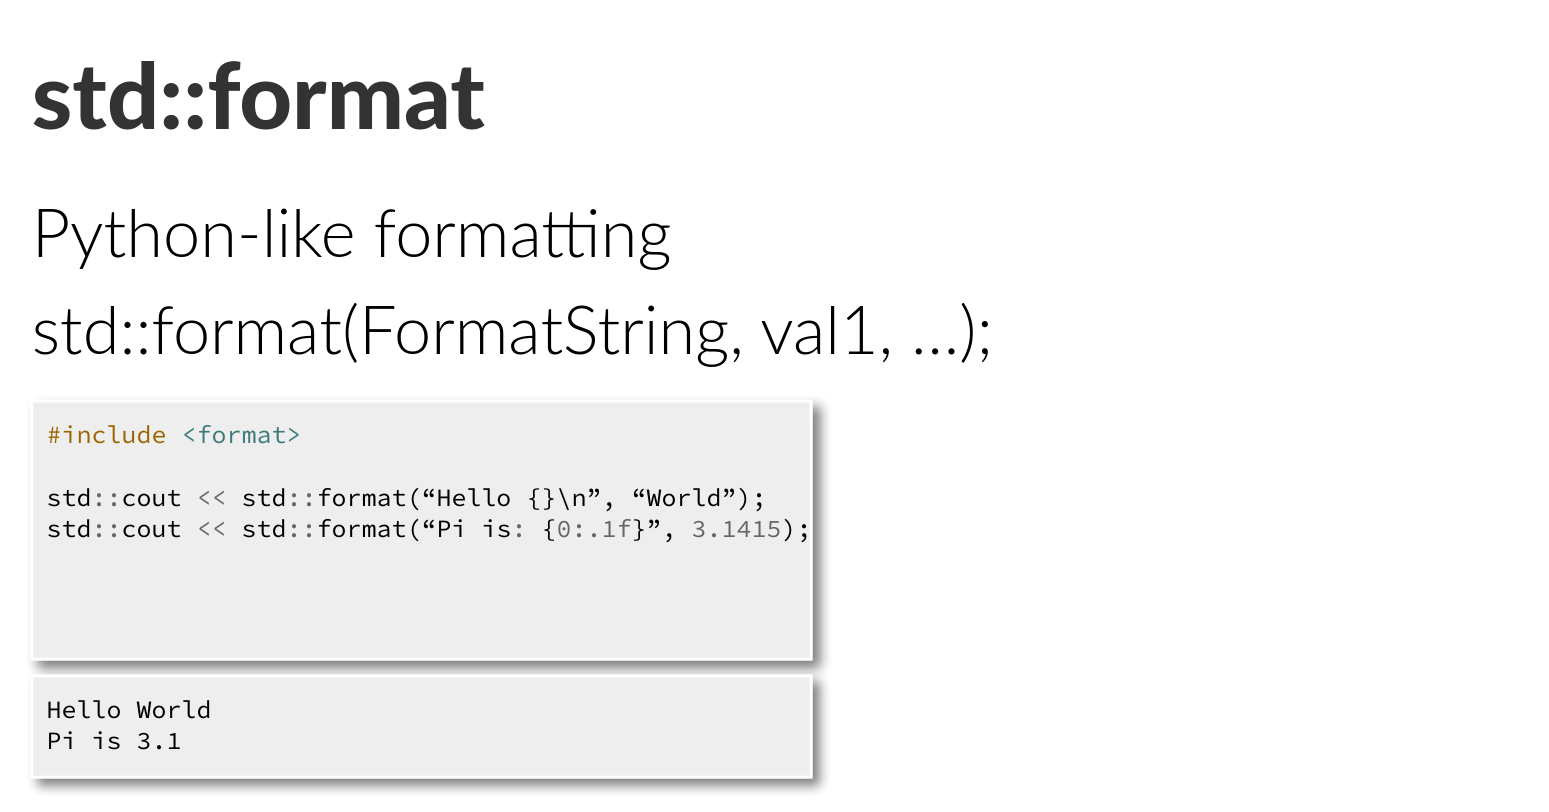 std::format
Python-like formatting
std::format(FormatString, val1, …);
#include <format>
std::cout << std::format(“Hello {}\n”, “World”);
std::cout << std::format(“Pi is: {0:.1f}”, 3.1415);
Hello World
Pi is 3.1